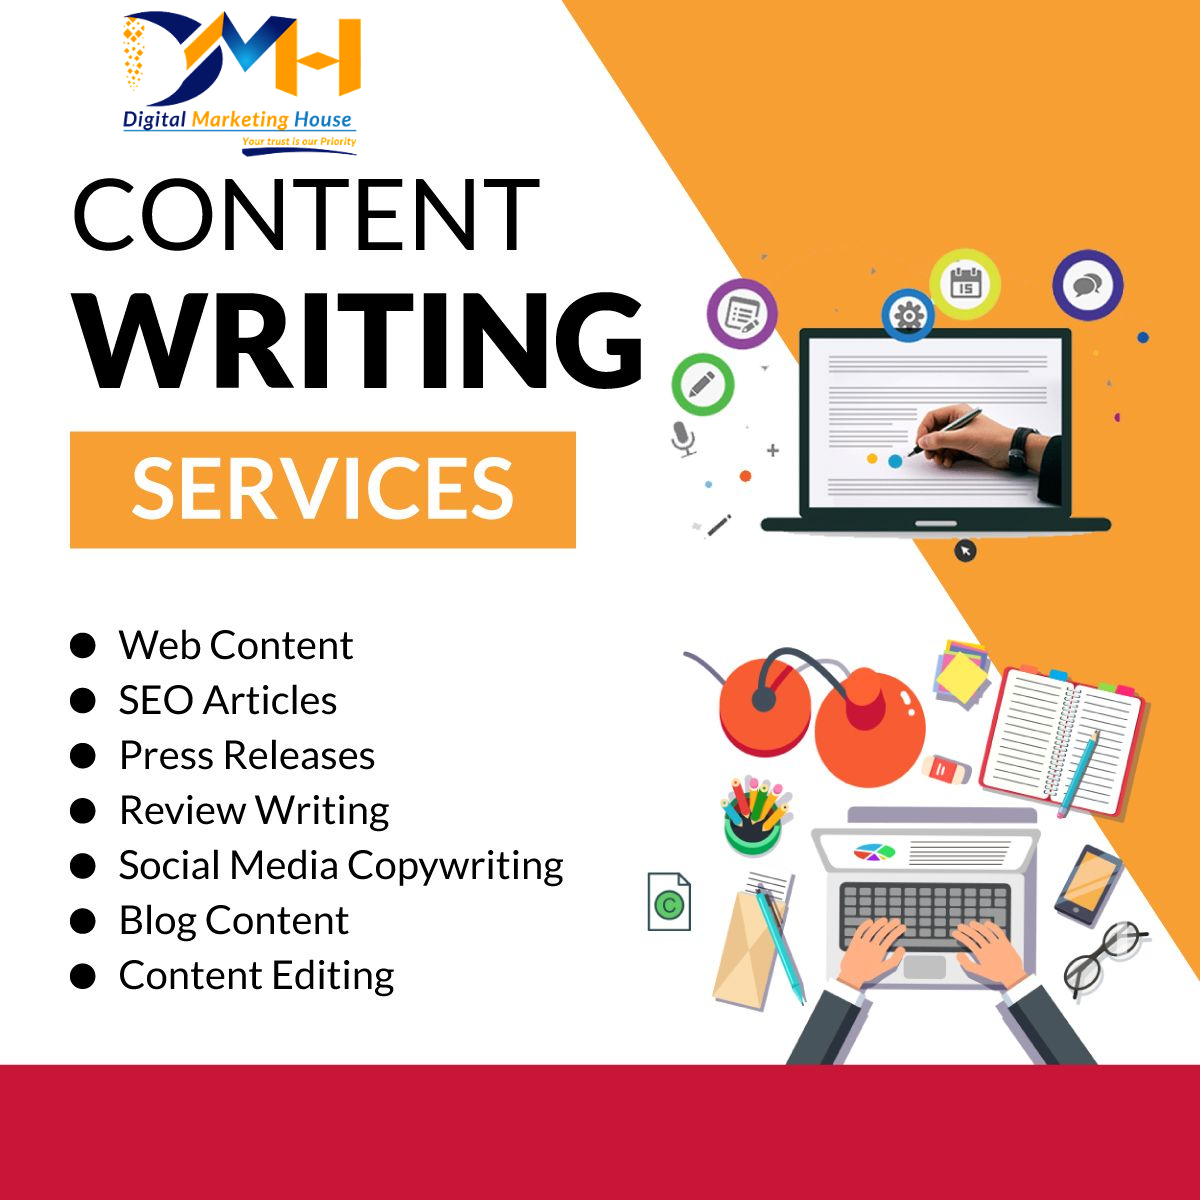 DMH
Digital Marketing House
Your trust is our Priority
CONTENT
WRITING
SERVICES
15
Web Content
SEO Articles
Press Releases
Review Writing
Social Media Copywriting
Blog Content
Content Editing
C